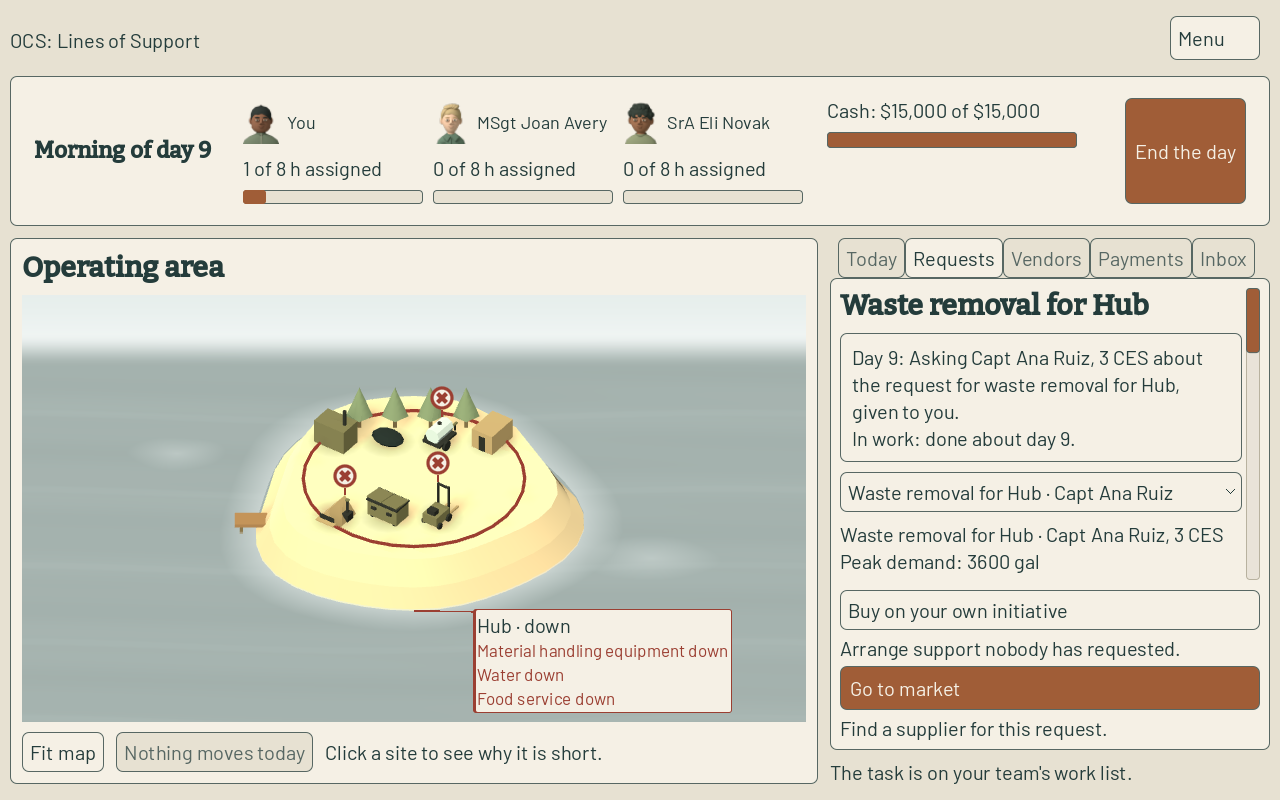 OCS: Lines of Support
Menu
Morning of day 9
You
1 of 8 h assigned
MSgt Joan Avery
0 of 8 h assigned
SrA Eli Novak
0 of 8 h assigned
Cash: $15,000 of $15,000
End the day
Operating area
Hub · down
Material handling equipment down
Water down
Food service down
Fit map
Nothing moves today
Click a site to see why it is short.
Today
Requests
Vendors
Payments
Inbox
Waste removal for Hub
Day 9: Asking Capt Ana Ruiz, 3 CES about
the request for waste removal for Hub,
given to you.
In work: done about day 9.
Waste removal for Hub · Capt Ana Ruiz
Waste removal for Hub · Capt Ana Ruiz, 3 CES
Peak demand: 3600 gal
Buy on your own initiative
Arrange support nobody has requested.
Go to market
Find a supplier for this request.
The task is on your team's work list.